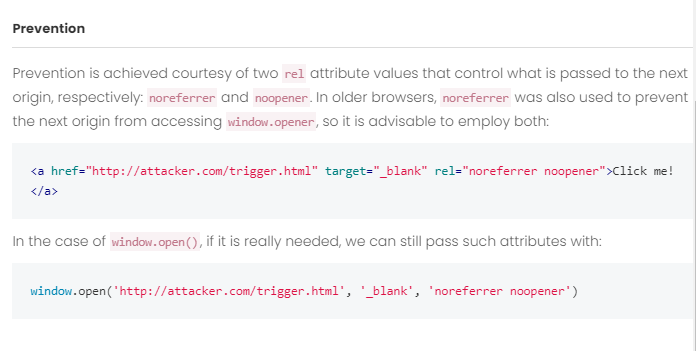 Prevention
Prevention is achieved courtesy of two rel attribute values that control what is passed to the next
origin, respectively: noreferrer and noopener. In older browsers, noreferrer was also used to prevent
the next origin from accessing window.opener, so it is advisable to employ both:
<a href="http://attacker.com/trigger.html" target="_blank" rel="noreferrer noopener">Click me!
</a>
In the case of window.open(), if it is really needed, we can still pass such attributes with:
window.open('http://attacker.com/trigger.html', '_blank', 'noreferrer noopener')